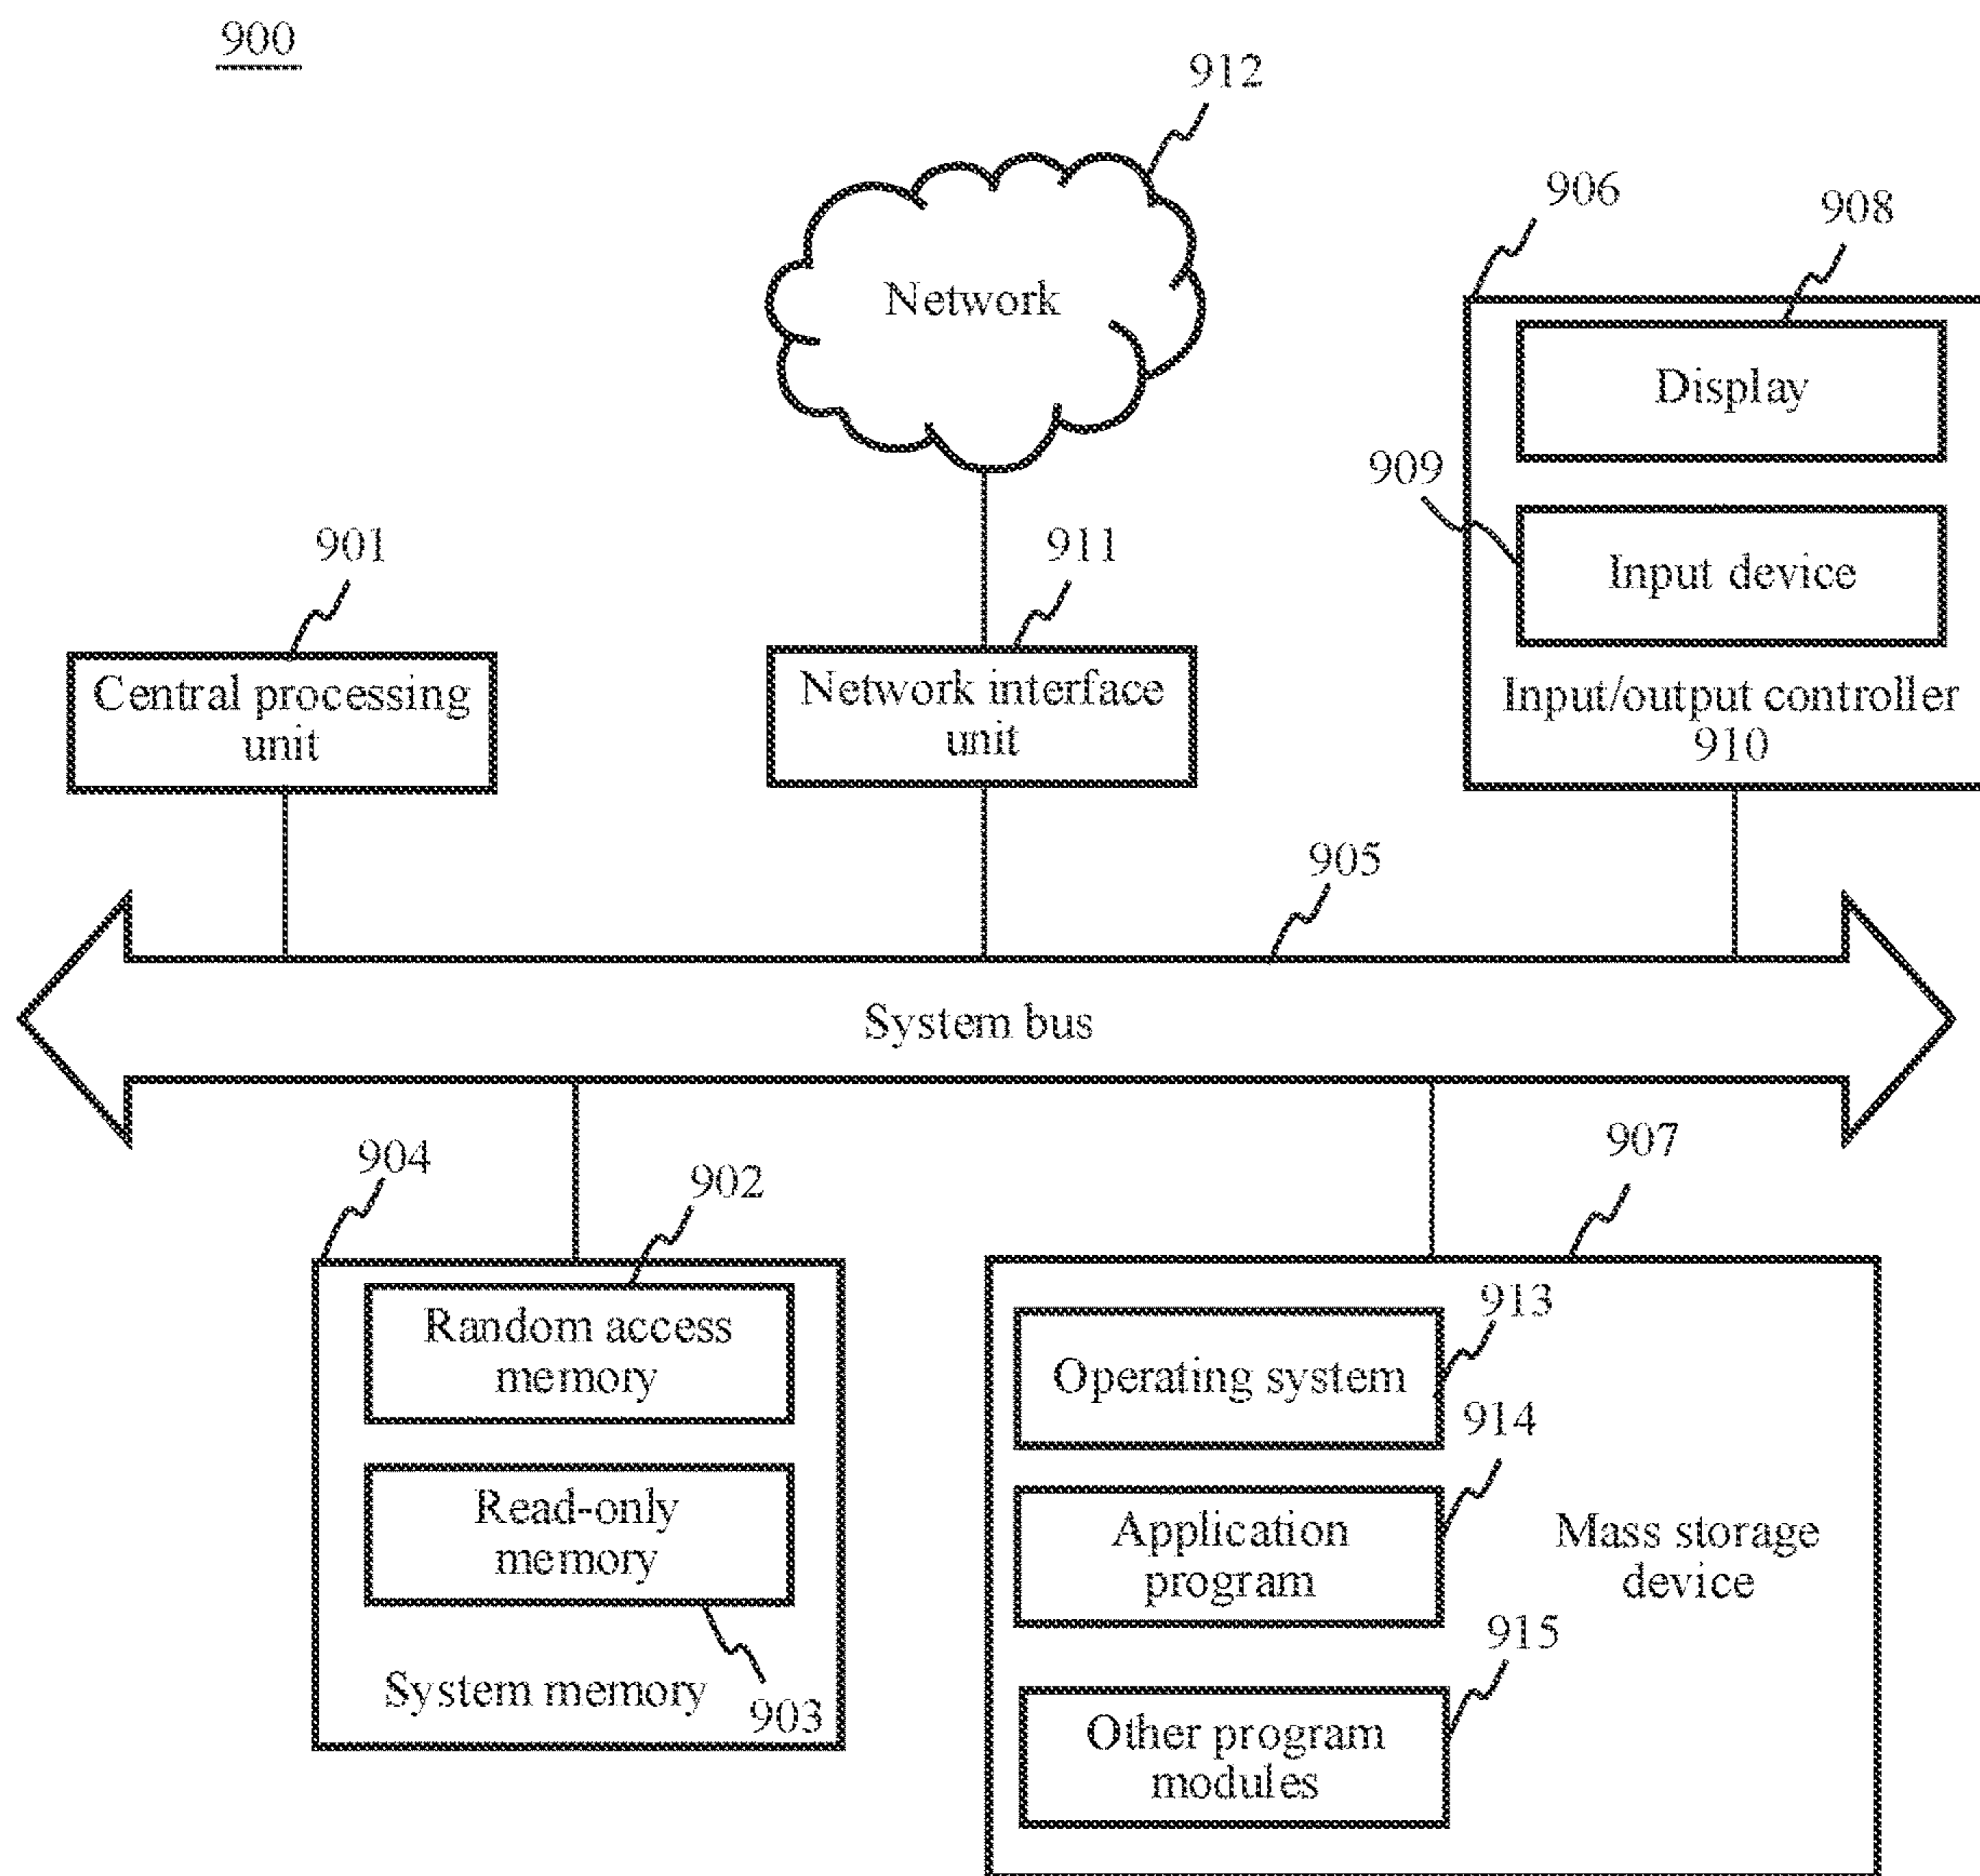 900
912
906
908
Network
Display
909
901
911
Input device
Central processing
unit
Network interface
unit
Input/output controller
910
905
System bus
904
902
907
Random access
memory
913
Operating system
914
Read-only
memory
Application
program
Mass storage
device
915
System memory
903
Other program
modules